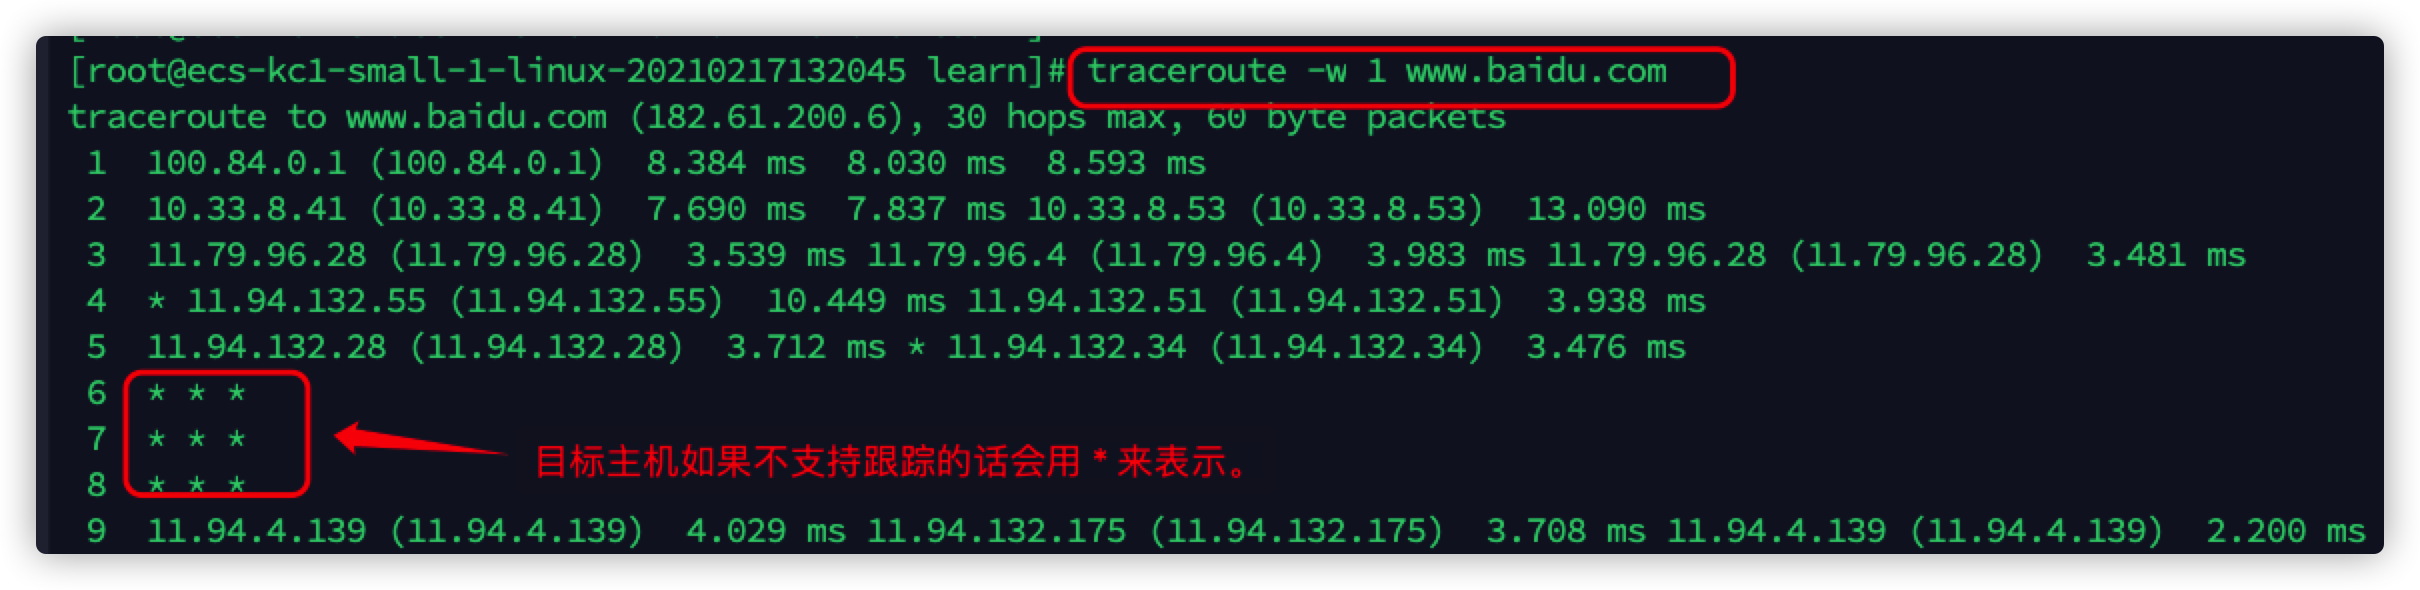 [root@ecs-kc1-small-1-linux-20210217132045 learn]# traceroute -w 1 www.baidu.com
traceroute to www.baidu.com (182.61.200.6), 30 hops max, 60 byte packets
1 100.84.0.1 (100.84.0.1) 8.384 ms 8.030 ms 8.593 ms
2 10.33.8.41 (10.33.8.41) 7.690 ms 7.837 ms 10.33.8.53 (10.33.8.53) 13.090 ms
3 11.79.96.28 (11.79.96.28) 3.539 ms 11.79.96.4 (11.79.96.4) 3.983 ms 11.79.96.28 (11.79.96.28) 3.481 ms
4 * 11.94.132.55 (11.94.132.55) 10.449 ms 11.94.132.51 (11.94.132.51) 3.938 ms
5 11.94.132.28 (11.94.132.28) 3.712 ms * 11.94.132.34 (11.94.132.34) 3.476 ms
6 * * *
7 * * *
目标主机如果不支持跟踪的话会用 * 来表示。
8 * * *
9 11.94.4.139 (11.94.4.139) 4.029 ms 11.94.132.175 (11.94.132.175) 3.708 ms 11.94.4.139 (11.94.4.139) 2.200 ms